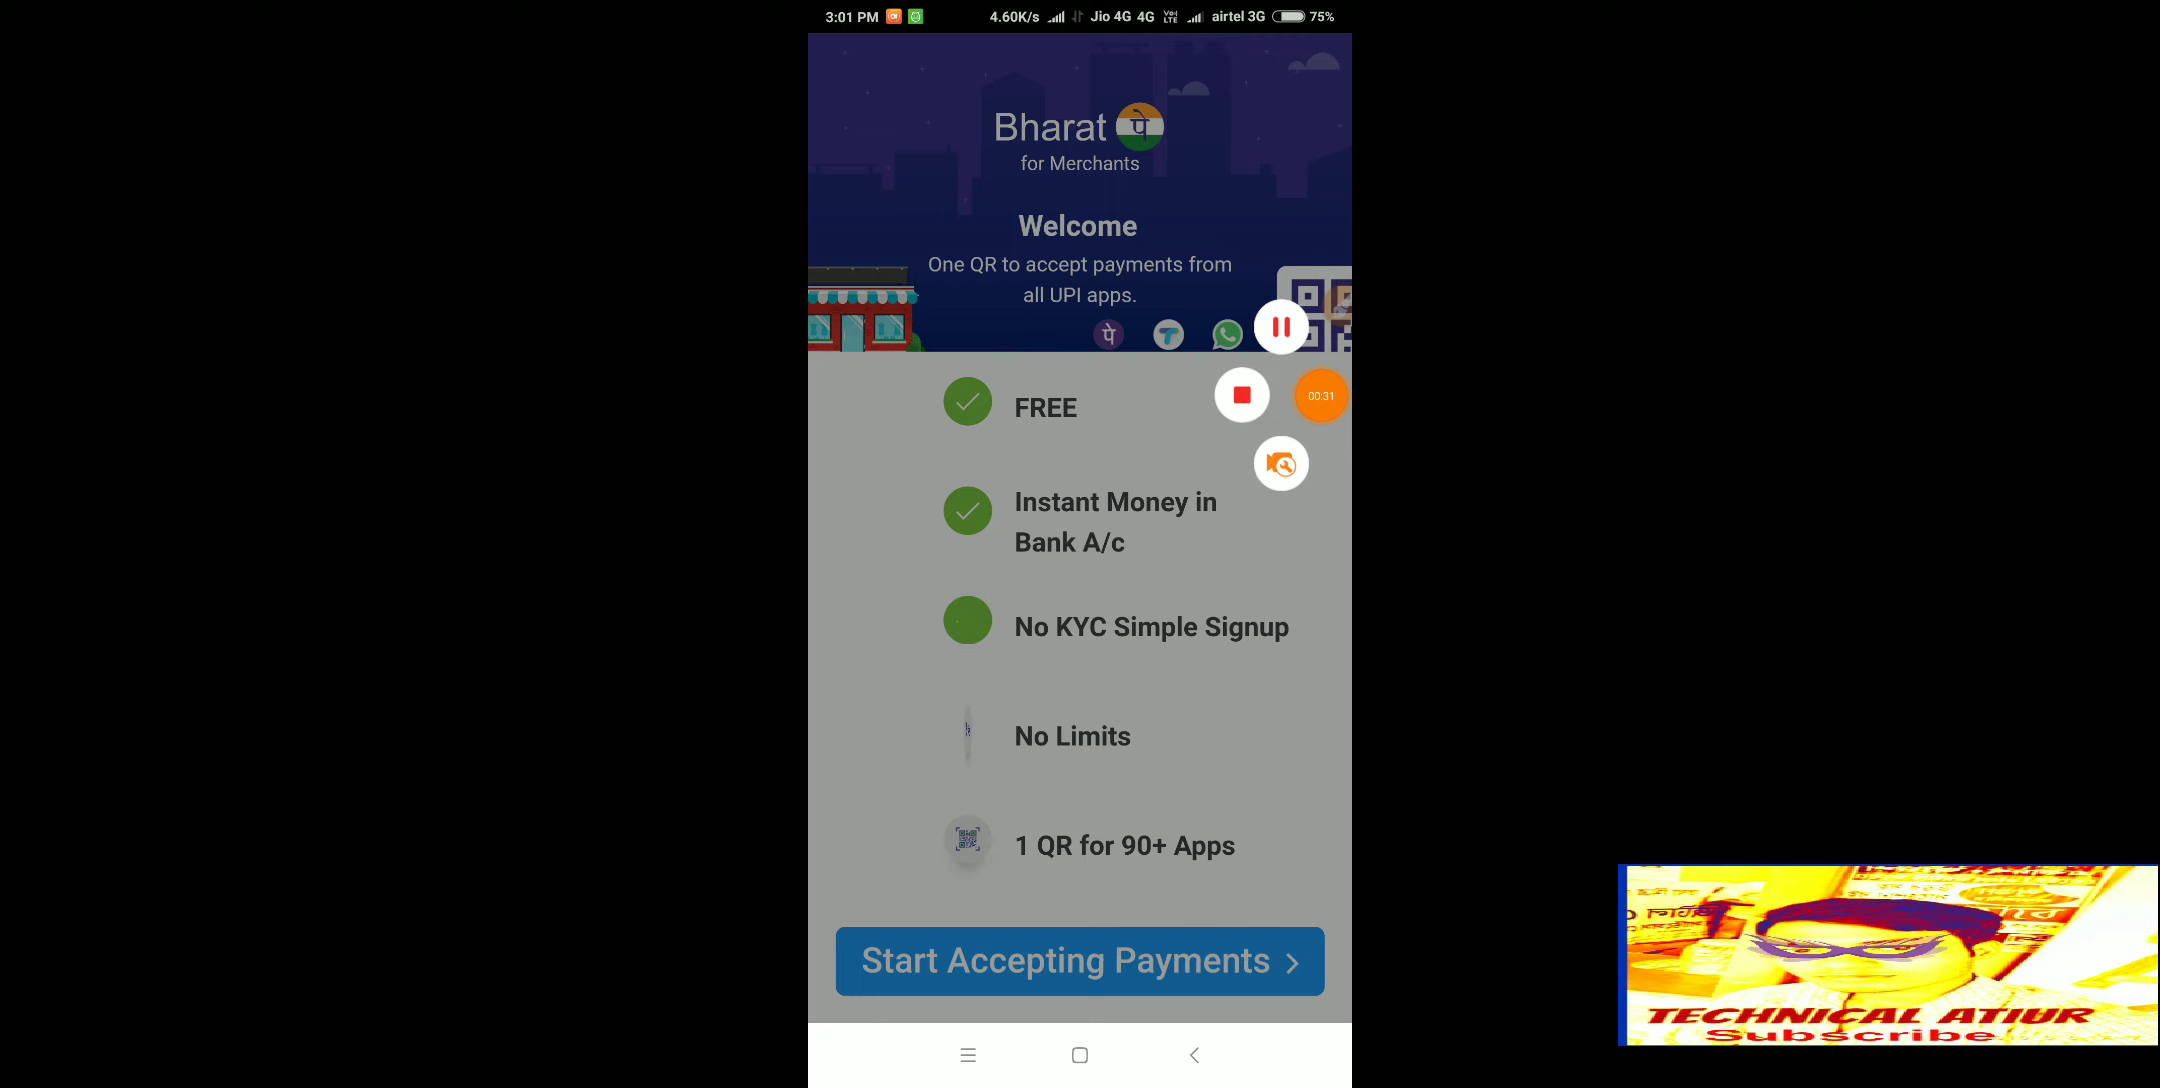 3:01 PM 4.60K/s Jio 4G 4G VoLTE airtel 3G 75%
Bharat पे
for Merchants
Welcome
One QR to accept payments from
all UPI apps.
पे
FREE
00:31
Instant Money in
Bank A/c
No KYC Simple Signup
No Limits
1 QR for 90+ Apps
Start Accepting Payments
TECHNICAL ATIUR
Subscribe